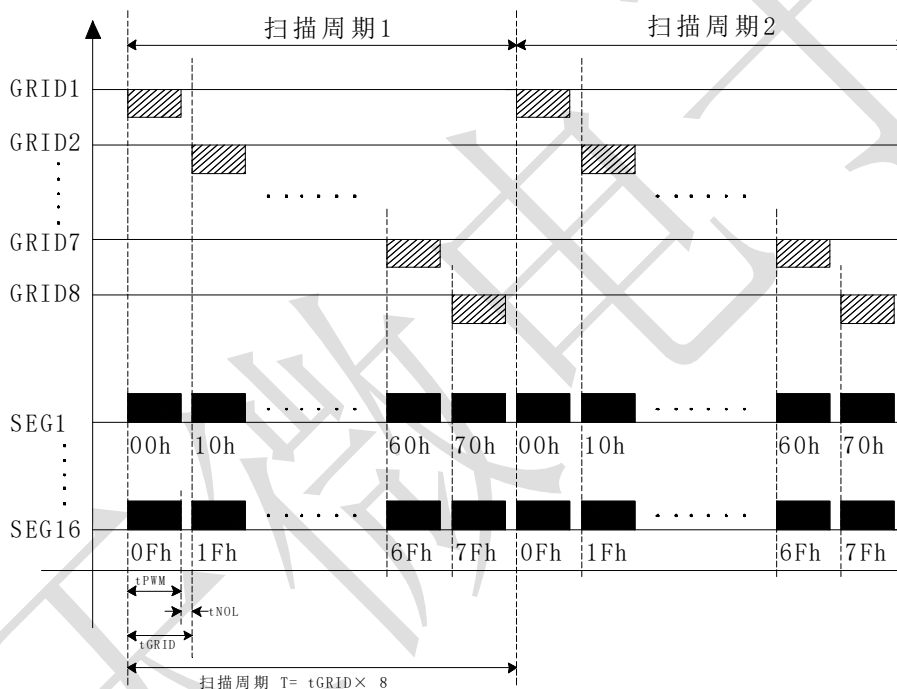 扫描周期1 扫描周期2
GRID1
GRID2
GRID7
GRID8
SEG1
00h 10h 60h 70h 00h 10h 60h 70h
SEG16
0Fh 1Fh 6Fh 7Fh 0Fh 1Fh 6Fh 7Fh
tPWM
tNOL
tGRID
扫描周期 T= tGRID× 8